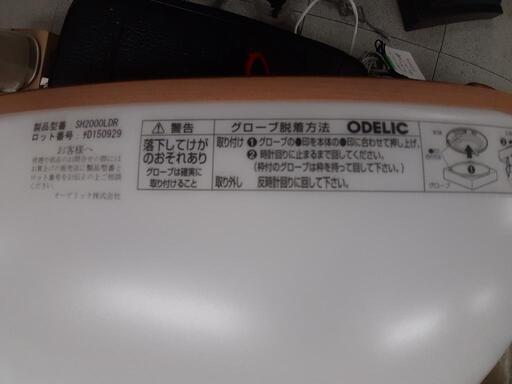 製品型番 : SH2000LDR
ロット番号 : fD150929
お客様へ
オーデリック株式会社
⚠ 警告
落下してけが
のおそれあり
グローブは確実に
取り付けること
グローブ脱着方法 ODELIC
取り付け ❶グローブの●印を本体の●印に合わせて押し上げ、
❷時計回りに止まるまで回してください。
(枠付のグローブは枠を持って回して下さい。)
取り外し 反時計回りに回して下さい。
グローブ